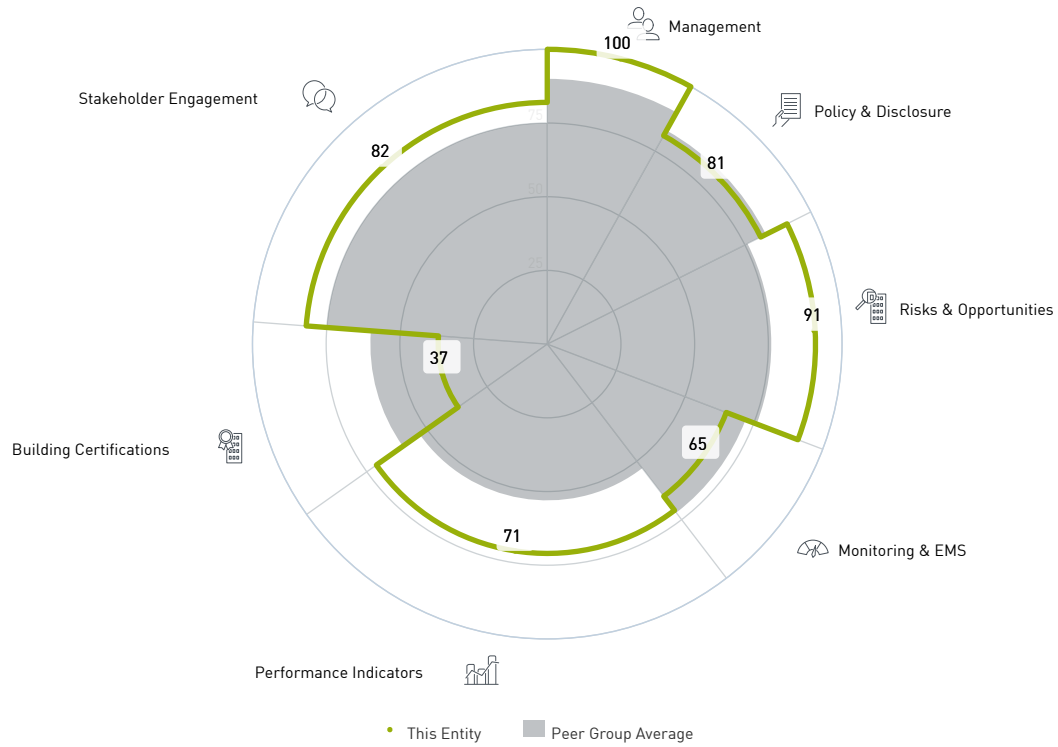 Management
100
Stakeholder Engagement
Policy & Disclosure
75
82
81
50
25
Risks & Opportunities
91
37
65
Building Certifications
71
Monitoring & EMS
Performance Indicators
This Entity
Peer Group Average